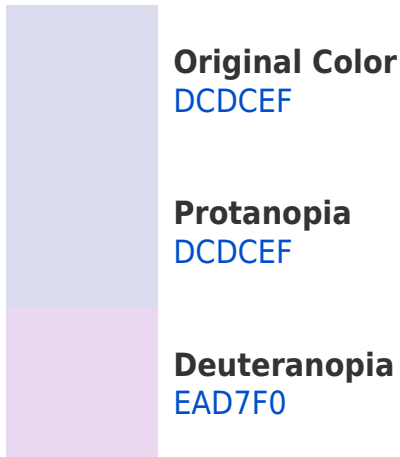 Original Color
DCDCEF
Protanopia
DCDCEF
Deuteranopia
EAD7F0